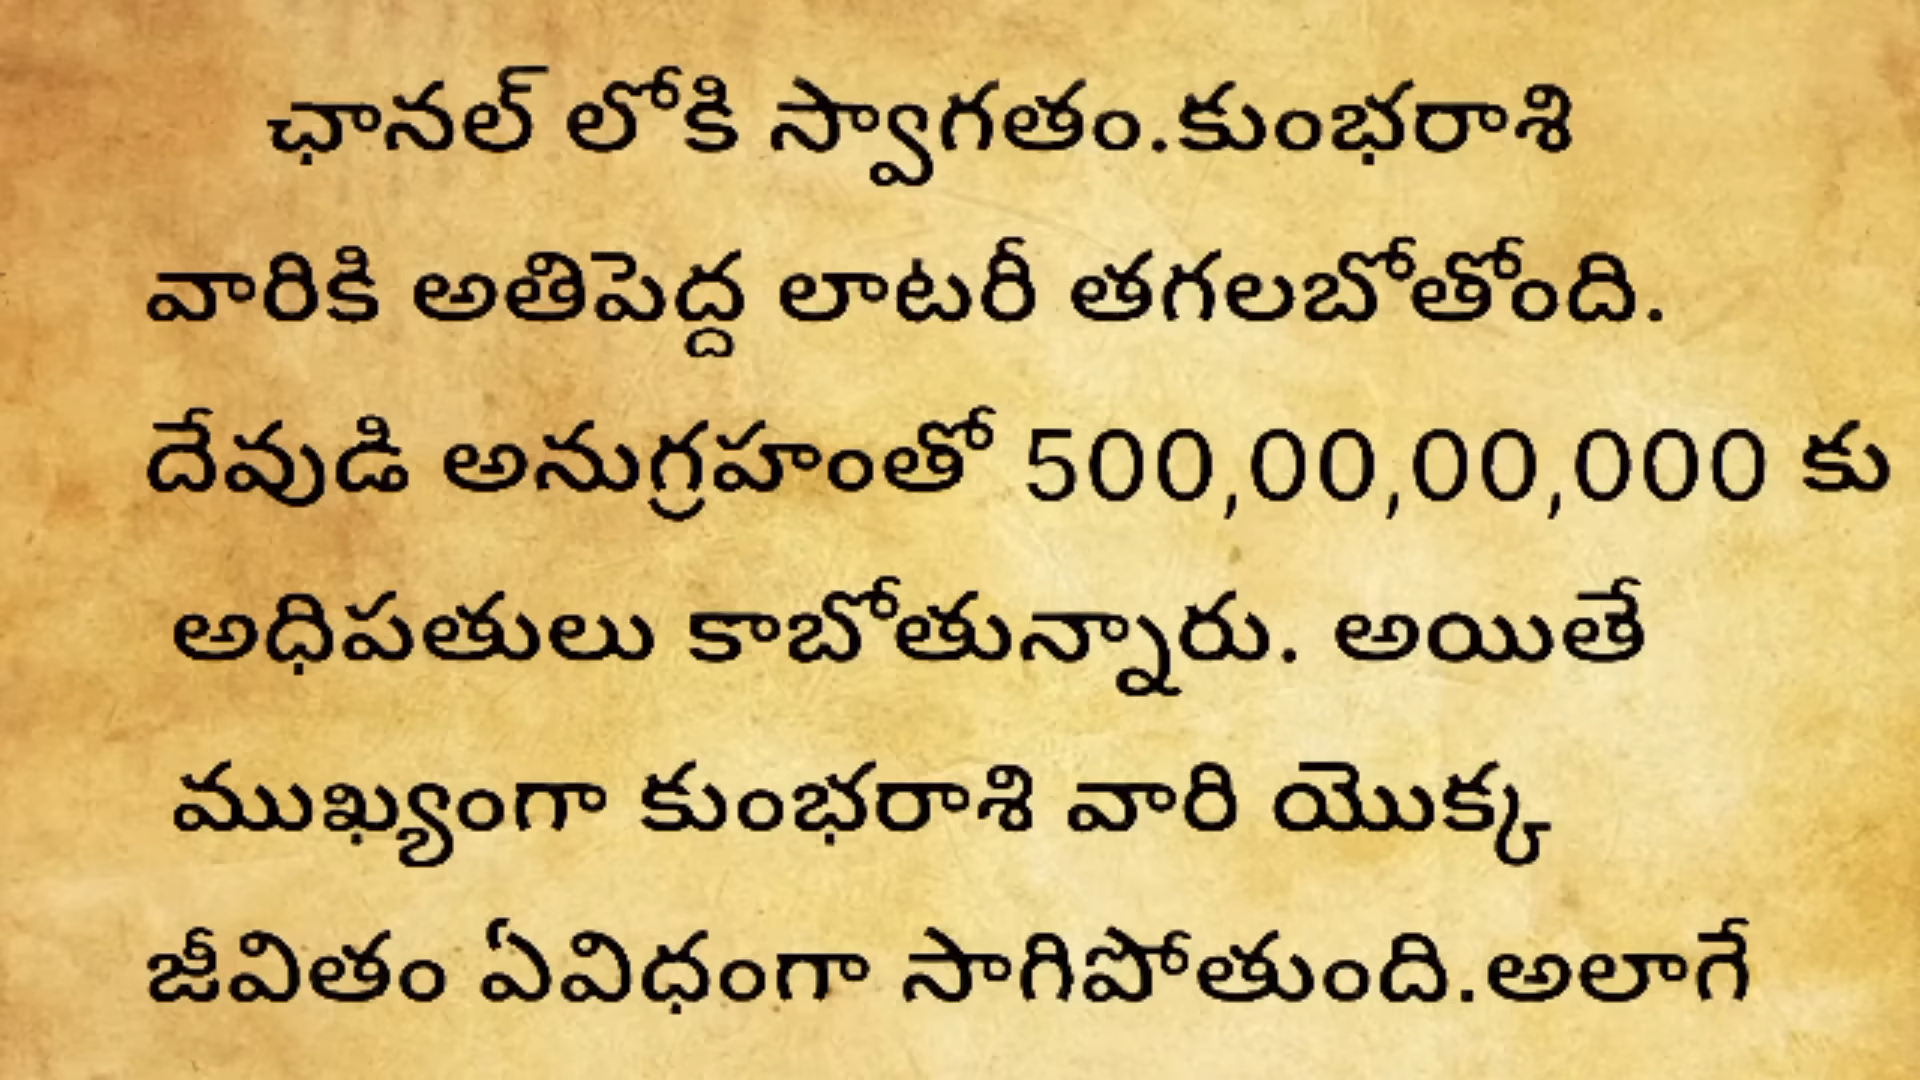 ఛానల్ లోకి స్వాగతం.కుంభరాశి
వారికి అతిపెద్ద లాటరీ తగలబోతోంది.
దేవుడి అనుగ్రహంతో 500,00,00,000 కు
అధిపతులు కాబోతున్నారు. అయితే
ముఖ్యంగా కుంభరాశి వారి యొక్క
జీవితం ఏవిధంగా సాగిపోతుంది.అలాగే